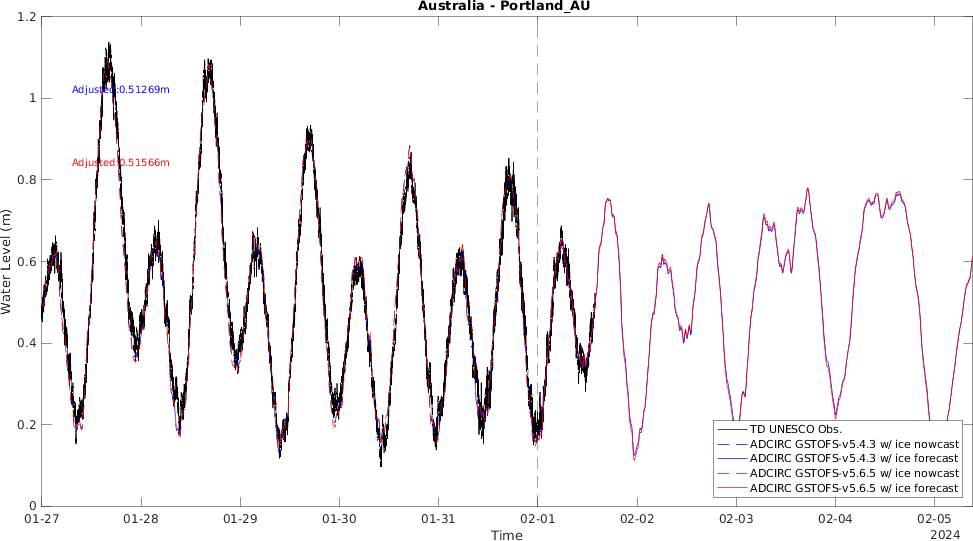 Australia - Portland_AU
Water Level (m)
1.2
1
0.8
0.6
0.4
0.2
0
Adjusted:0.51269m
Adjusted:0.51566m
TD UNESCO Obs.
ADCIRC GSTOFS-v5.4.3 w/ ice nowcast
ADCIRC GSTOFS-v5.4.3 w/ ice forecast
ADCIRC GSTOFS-v5.6.5 w/ ice nowcast
ADCIRC GSTOFS-v5.6.5 w/ ice forecast
01-27 01-28 01-29 01-30 01-31 02-01 02-02 02-03 02-04 02-05
Time
2024